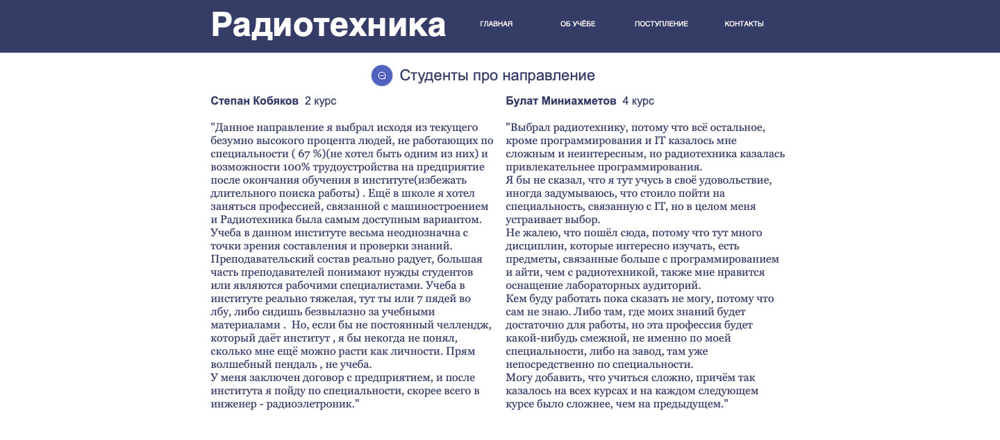 Радиотехника
ГЛАВНАЯ
ОБ УЧЁБЕ
ПОСТУПЛЕНИЕ
КОНТАКТЫ
Студенты про направление
Степан Кобяков 2 курс
"Данное направление я выбрал исходя из текущего
безумно высокого процента людей, не работающих по
специальности ( 67 %)(не хотел быть одним из них) и
возможности 100% трудоустройства на предприятие
после окончания обучения в институте(избежать
длительного поиска работы) . Ещё в школе я хотел
заняться профессией, связанной с машиностроением
и Радиотехника была самым доступным вариантом.
Учеба в данном институте весьма неоднозначна с
точки зрения составления и проверки знаний.
Преподавательский состав реально радует, большая
часть преподавателей понимают нужды студентов
или являются рабочими специалистами. Учеба в
институте реально тяжелая, тут ты или 7 пядей во
лбу, либо сидишь безвылазно за учебными
материалами .  Но, если бы не постоянный челлендж,
который даёт институт , я бы некогда не понял,
сколько мне ещё можно расти как личности. Прям
волшебный пендаль , не учеба.
У меня заключен договор с предприятием, и после
института я пойду по специальности, скорее всего в
инженер - радиоэлетроник."
Булат Миниахметов 4 курс
"Выбрал радиотехнику, потому что всё остальное,
кроме программирования и IT казалось мне
сложным и неинтересным, но радиотехника казалась
привлекательнее программирования.
Я бы не сказал, что я тут учусь в своё удовольствие,
иногда задумываюсь, что стоило пойти на
специальность, связанную с IT, но в целом меня
устраивает выбор.
Не жалею, что пошёл сюда, потому что тут много
дисциплин, которые интересно изучать, есть
предметы, связанные больше с программированием
и айти, чем с радиотехникой, также мне нравится
оснащение лабораторных аудиторий.
Кем буду работать пока сказать не могу, потому что
сам не знаю. Либо там, где моих знаний будет
достаточно для работы, но эта профессия будет
какой-нибудь смежной, не именно по моей
специальности, либо на завод, там уже
непосредственно по специальности.
Могу добавить, что учиться сложно, причём так
казалось на всех курсах и на каждом следующем
курсе было сложнее, чем на предыдущем."